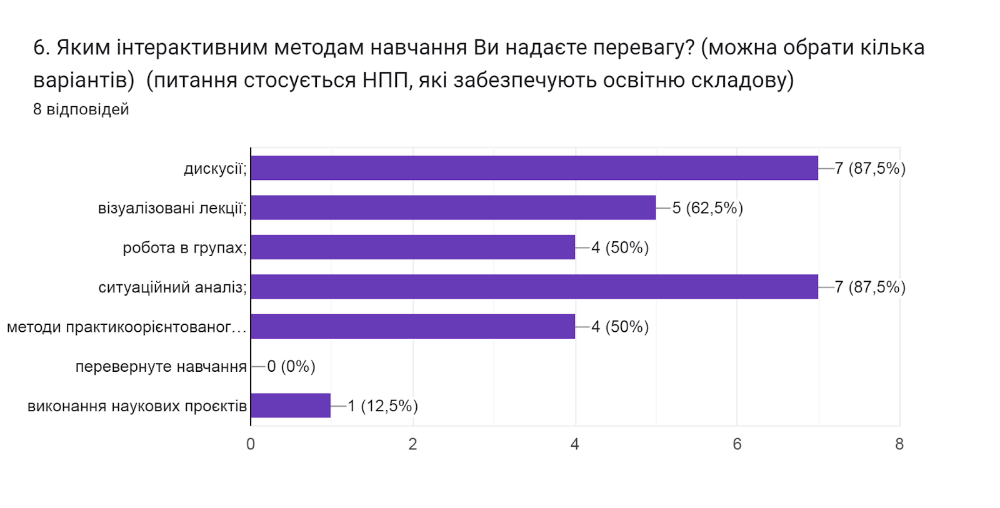 6. Яким інтерактивним методам навчання Ви надаєте перевагу? (можна обрати кілька
варіантів)  (питання стосується НПП, які забезпечують освітню складову)
8 відповідей
дискусії;
7 (87,5%)
візуалізовані лекції;
5 (62,5%)
робота в групах;
4 (50%)
ситуаційний аналіз;
7 (87,5%)
методи практикоорієнтованог…
4 (50%)
перевернуте навчання
0 (0%)
виконання наукових проєктів
1 (12,5%)
0 2 4 6 8